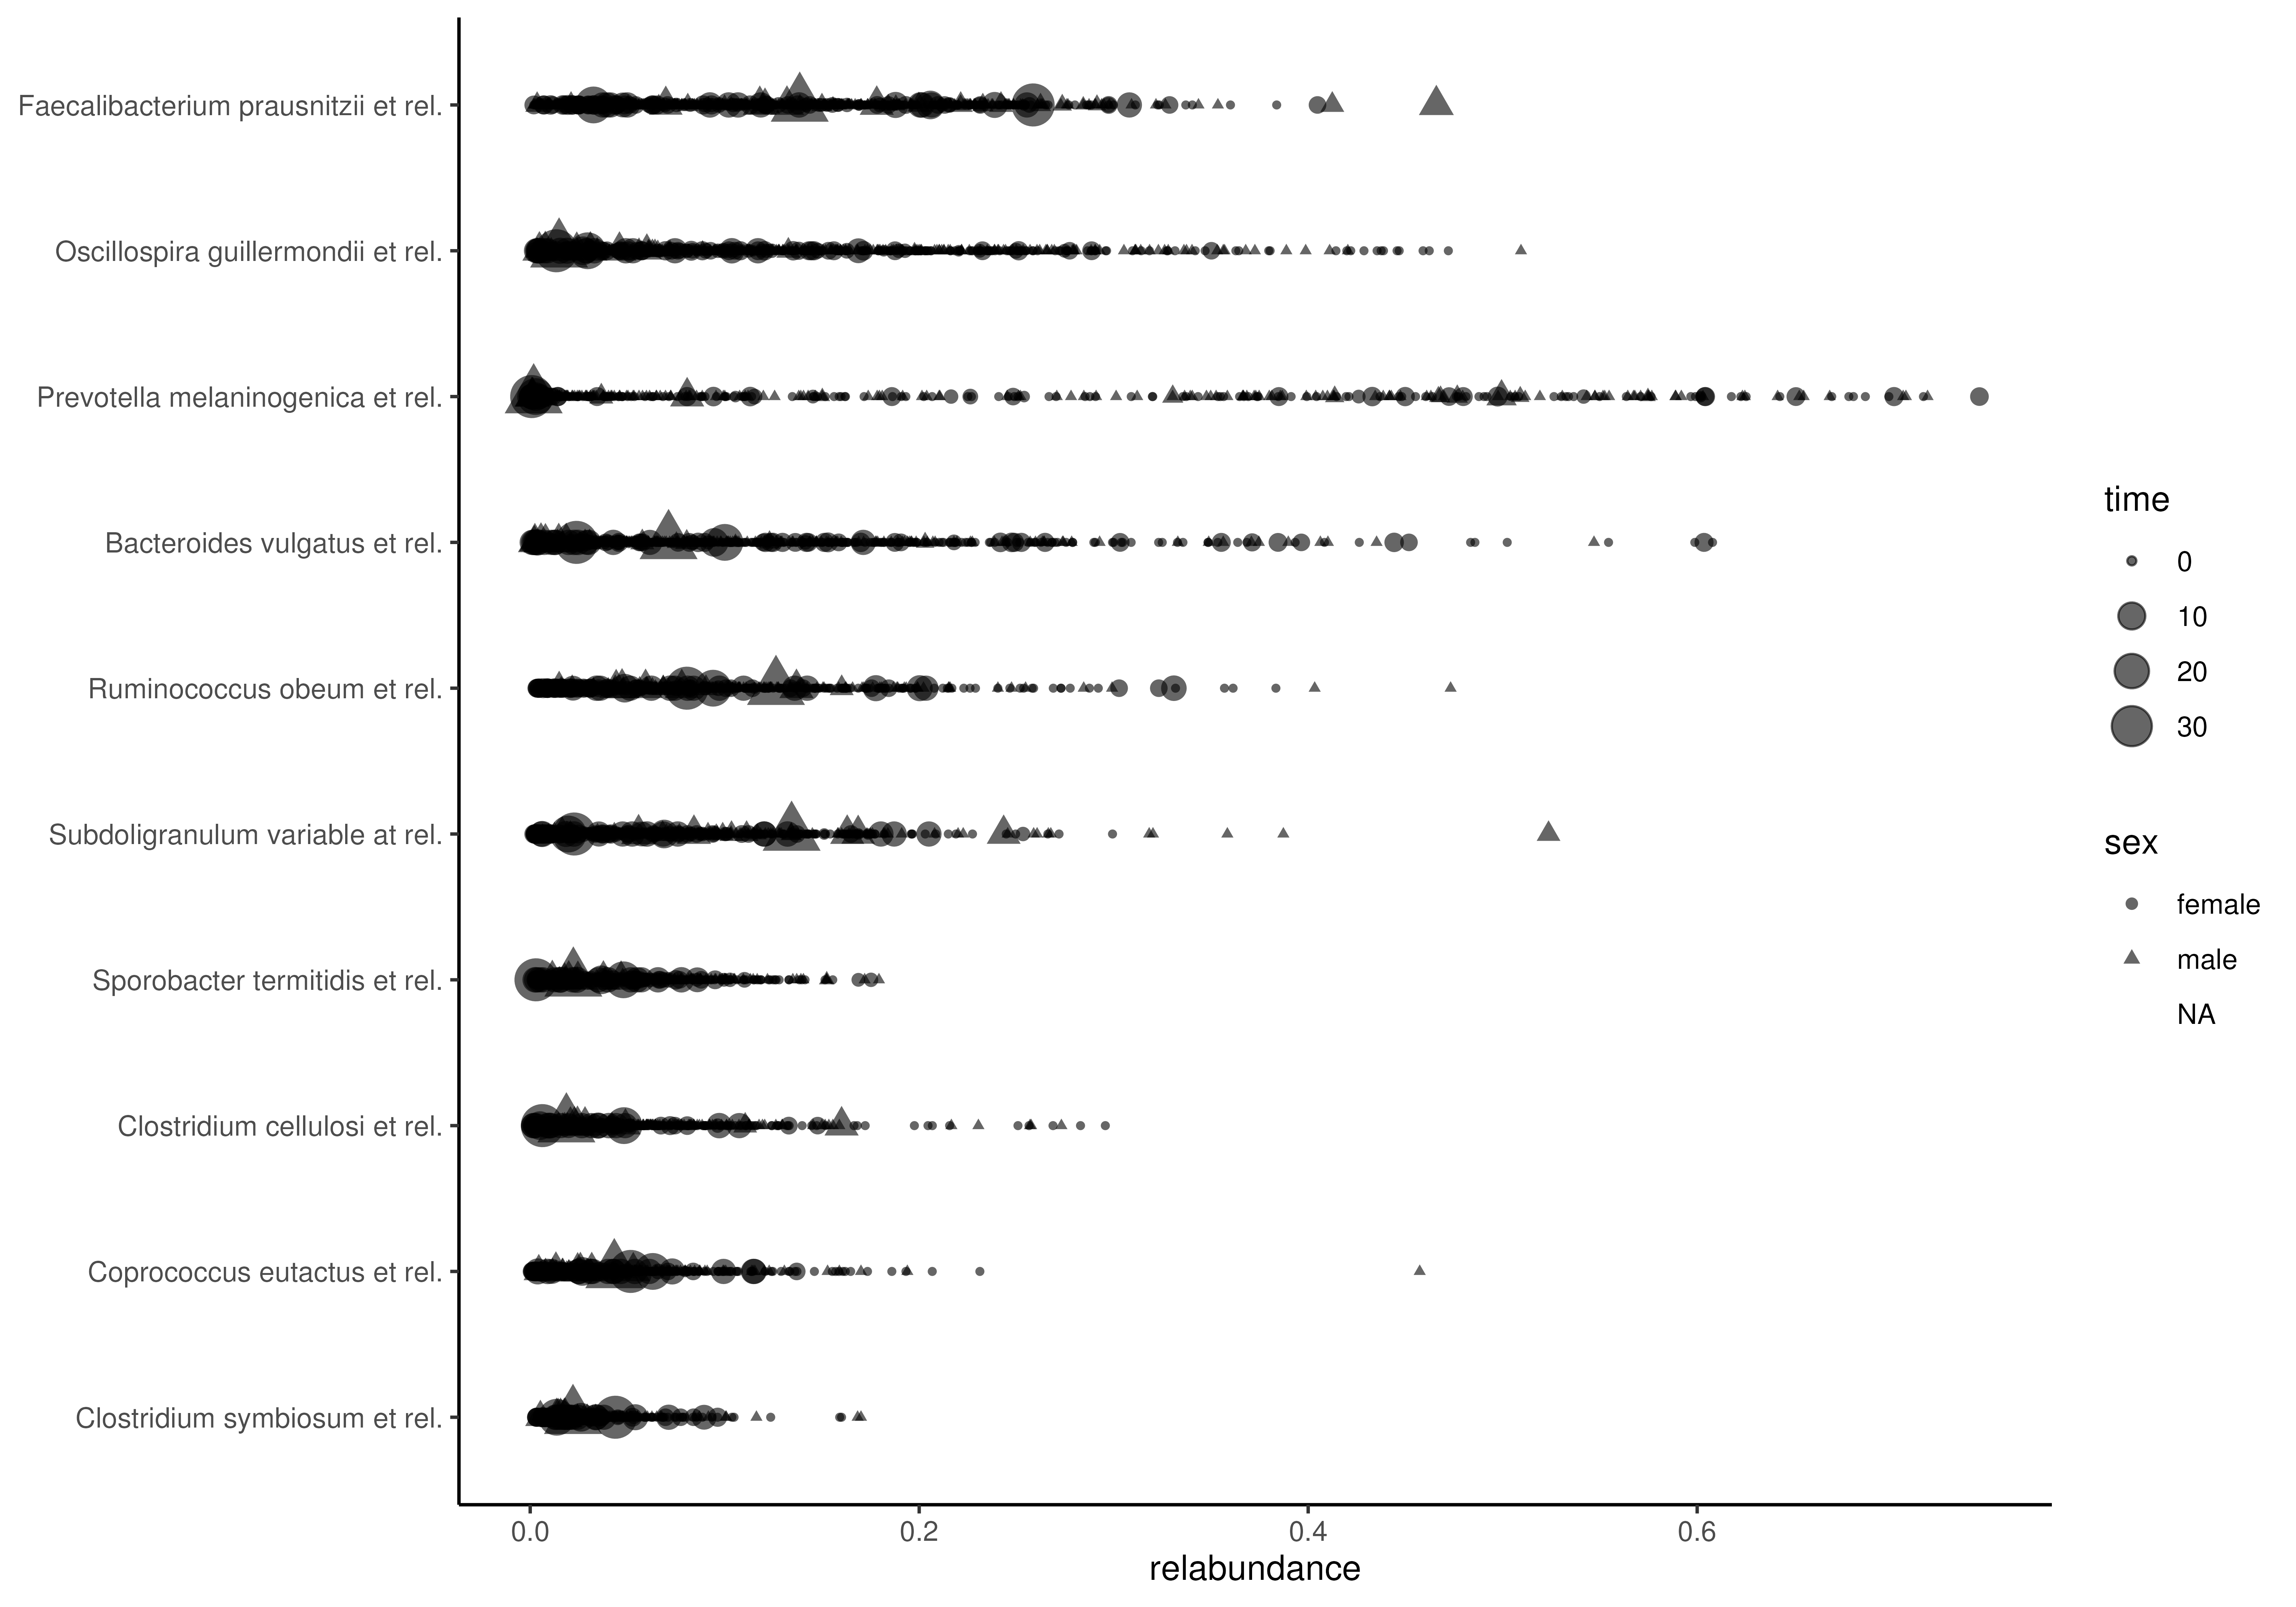 Faecalibacterium prausnitzii et rel.
Oscillospira guillermondii et rel.
Prevotella melaninogenica et rel.
Bacteroides vulgatus et rel.
Ruminococcus obeum et rel.
Subdoligranulum variable at rel.
Sporobacter termitidis et rel.
Clostridium cellulosi et rel.
Coprococcus eutactus et rel.
Clostridium symbiosum et rel.
0.0 0.2 0.4 0.6
relabundance
time
0
10
20
30
sex
female
male
NA